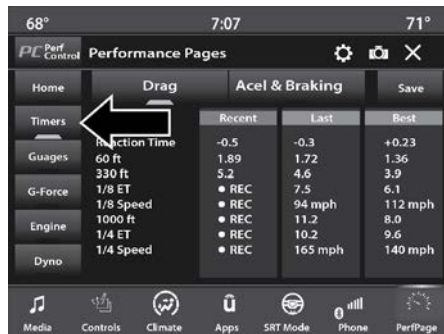 68° 7:07 71°
PC Perf Control Performance Pages
Home Drag Acel & Braking Save
Timers Recent Last Best
Reaction Time -0.5 -0.3 +0.23
60 ft 1.89 1.72 1.36
Guages 330 ft 5.2 4.6 3.9
1/8 ET ● REC 7.5 6.1
G-Force 1/8 Speed ● REC 94 mph 112 mph
1000 ft ● REC 11.2 8.0
Engine 1/4 ET ● REC 10.2 9.6
1/4 Speed ● REC 165 mph 140 mph
Dyno
Media Controls Climate Apps SRT Mode Phone PerfPage